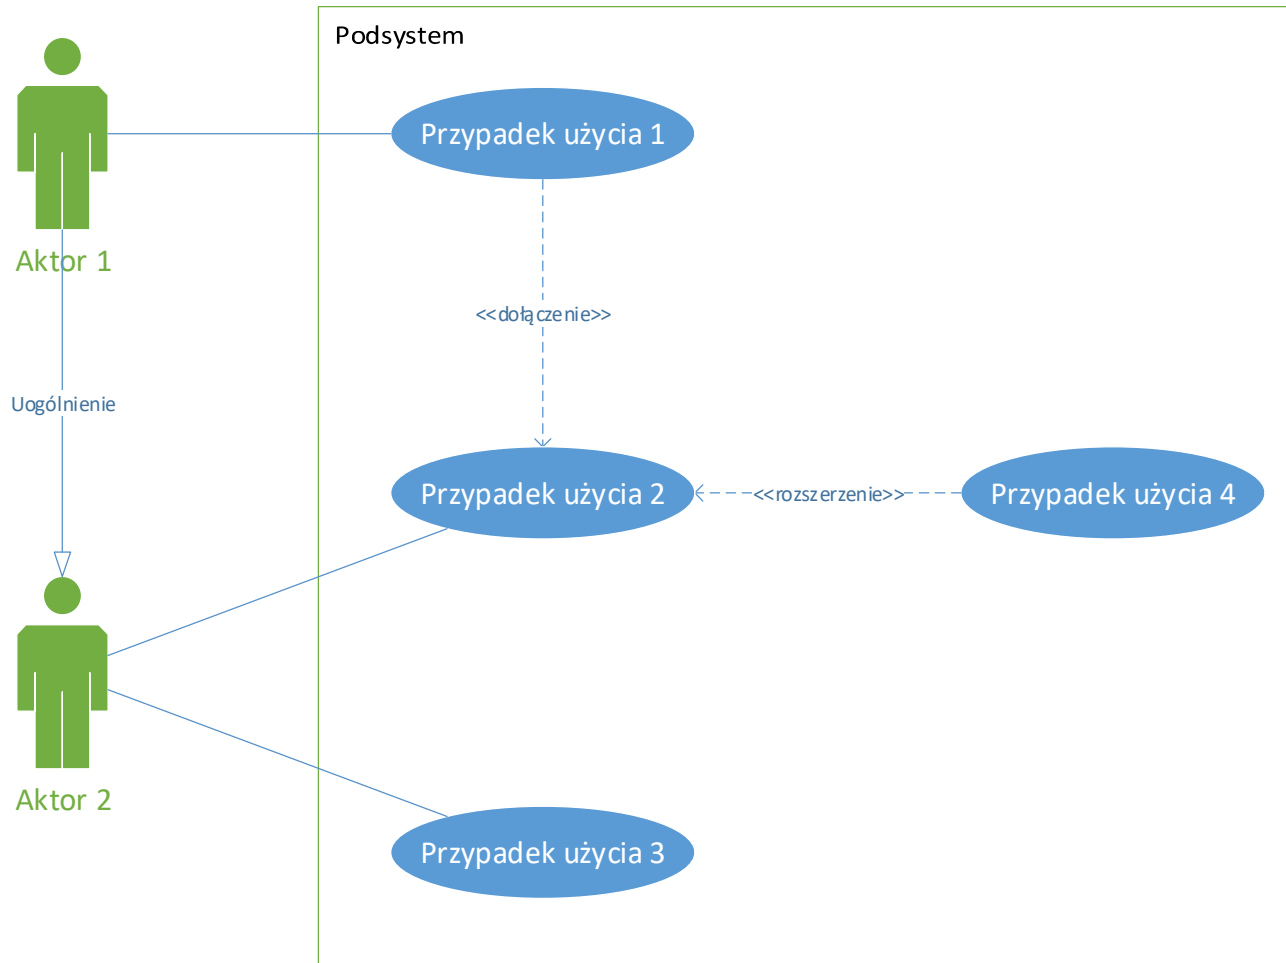 Podsystem
Przypadek użycia 1
Aktor 1
<<dołączenie>>
Uogólnienie
Przypadek użycia 2
<<rozszerzenie>>
Przypadek użycia 4
Aktor 2
Przypadek użycia 3